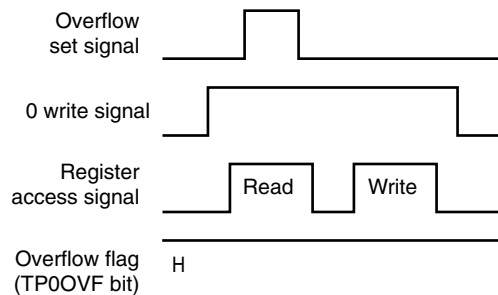 Overflow
set signal
0 write signal
Register
access signal
Read
Write
Overflow flag
(TP0OVF bit)
H